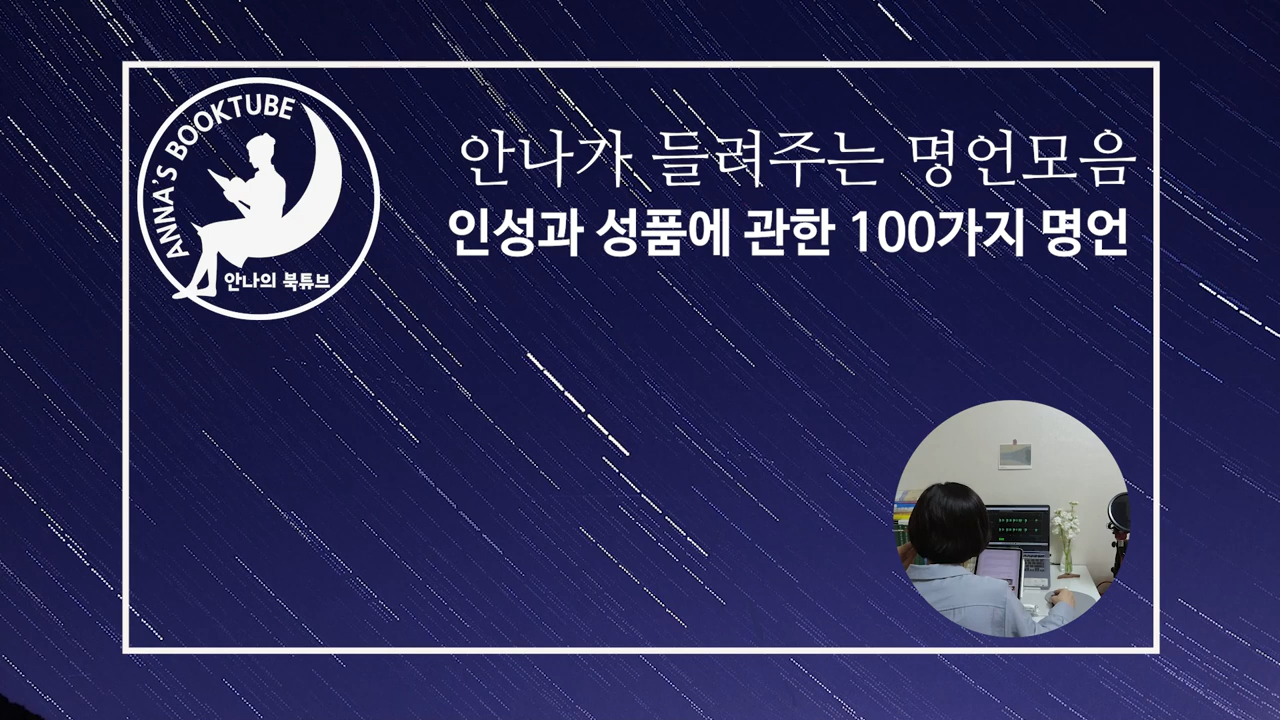 ANNA'S BOOKTUBE
안나의 북튜브
안나가 들려주는 명언모음
인성과 성품에 관한 100가지 명언